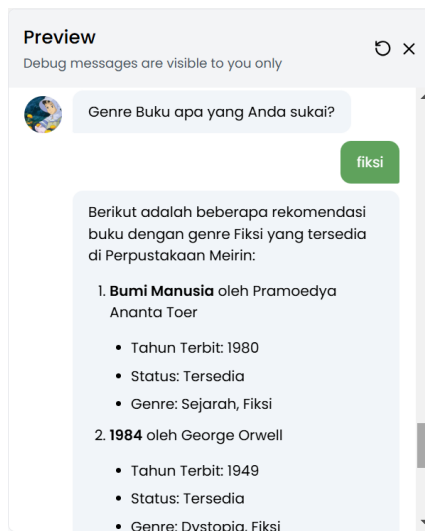 Preview
Debug messages are visible to you only
Genre Buku apa yang Anda sukai?
fiksi
Berikut adalah beberapa rekomendasi
buku dengan genre Fiksi yang tersedia
di Perpustakaan Meirin:
1. Bumi Manusia oleh Pramoedya
Ananta Toer
• Tahun Terbit: 1980
• Status: Tersedia
• Genre: Sejarah, Fiksi
2. 1984 oleh George Orwell
• Tahun Terbit: 1949
• Status: Tersedia
• Genre: Dystopia, Fiksi